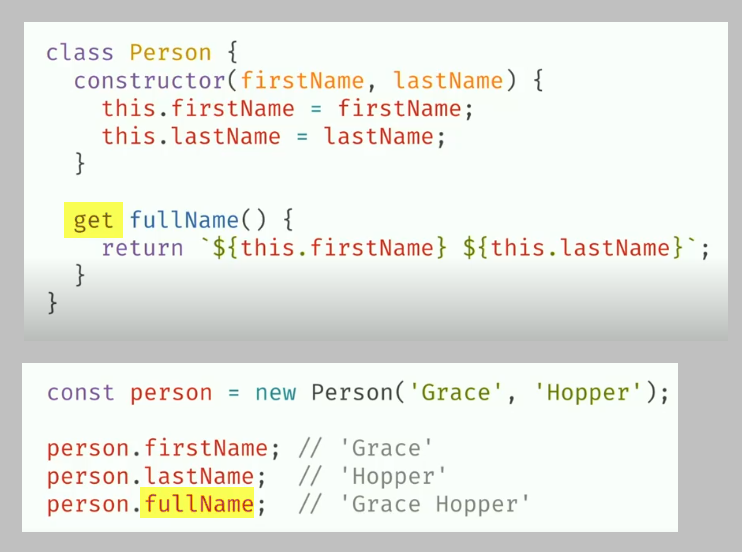 class Person {
  constructor(firstName, lastName) {
    this.firstName = firstName;
    this.lastName = lastName;
  }
  get fullName() {
    return `${this.firstName} ${this.lastName}`;
  }
}
const person = new Person('Grace', 'Hopper');
person.firstName; // 'Grace'
person.lastName;  // 'Hopper'
person.fullName;  // 'Grace Hopper'